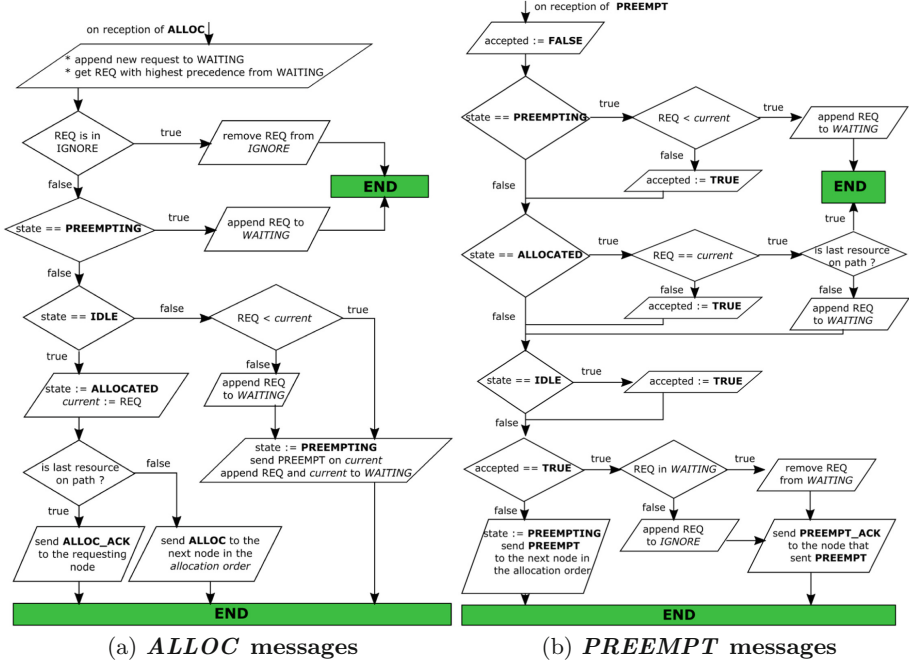 on reception of ALLOC
* append new request to WAITING
* get REQ with highest precedence from WAITING
REQ is in
IGNORE
true
remove REQ from
IGNORE
false
END
state == PREEMPTING
true
append REQ to
WAITING
false
state == IDLE
false
REQ < current
true
true
false
state := ALLOCATED
current := REQ
append REQ
to WAITING
state := PREEMPTING
send PREEMPT on current
append REQ and current to WAITING
is last resource
on path ?
false
true
send ALLOC_ACK
to the requesting
node
send ALLOC to the
next node in the
allocation order
END
(a) ALLOC messages
on reception of PREEMPT
accepted := FALSE
state == PREEMPTING
true
REQ < current
true
append REQ
to WAITING
false
false
accepted := TRUE
END
true
state == ALLOCATED
true
REQ == current
true
is last resource
on path ?
false
false
false
accepted := TRUE
append REQ
to WAITING
state == IDLE
true
accepted := TRUE
false
accepted == TRUE
true
REQ in WAITING
true
remove REQ
from WAITING
false
false
state := PREEMPTING
send PREEMPT
to the next node in
the allocation order
append REQ
to IGNORE
send PREEMPT_ACK
to the node that
sent PREEMPT
END
(b) PREEMPT messages